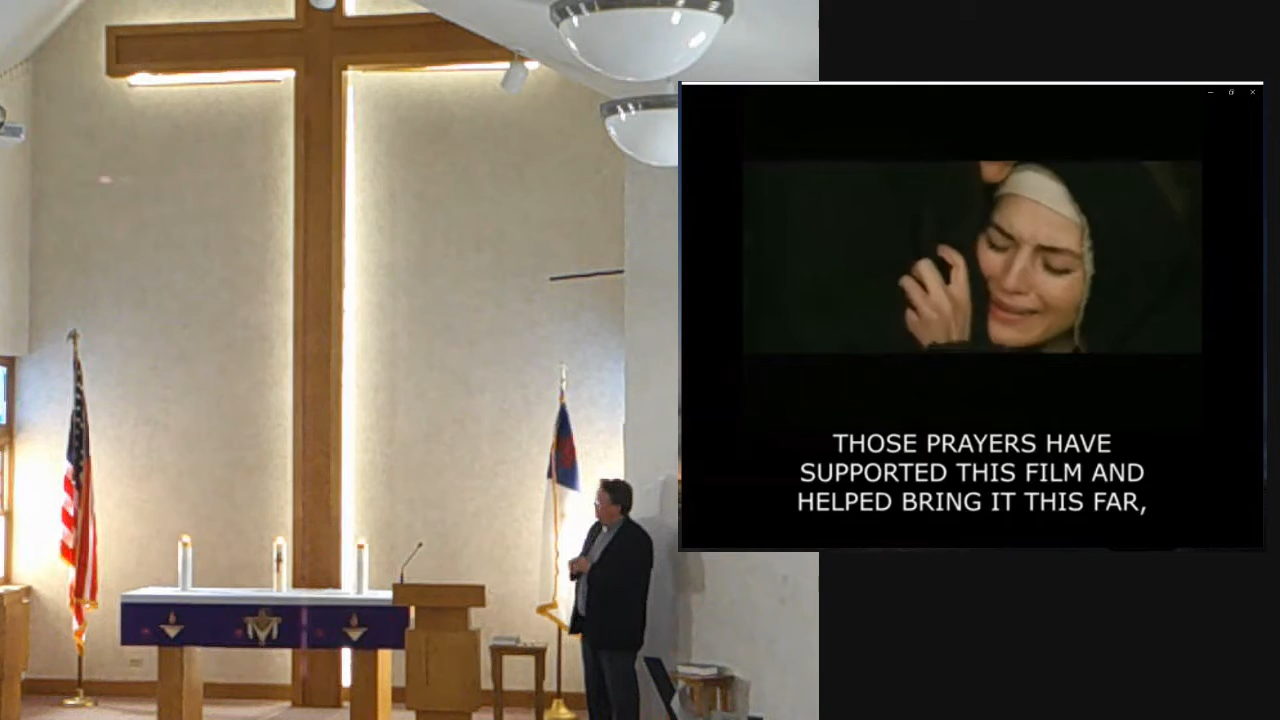 THOSE PRAYERS HAVE
SUPPORTED THIS FILM AND
HELPED BRING IT THIS FAR,